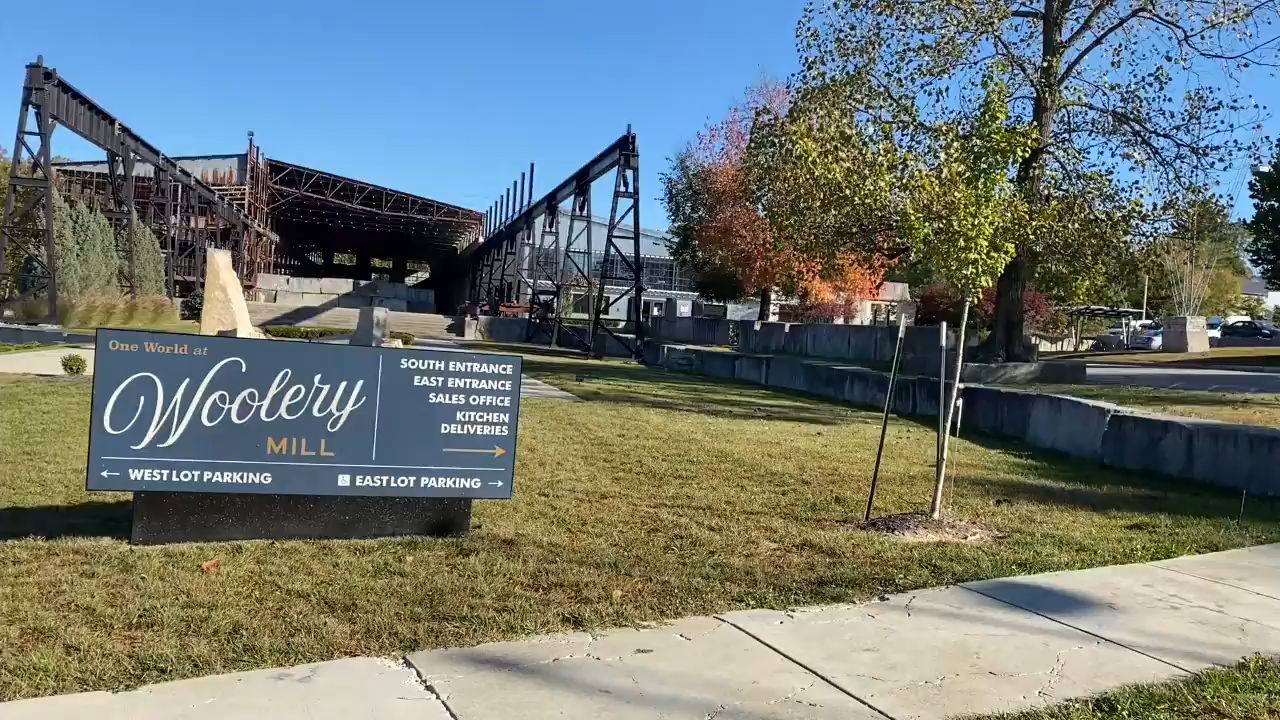 One World at
Woolery
MILL
SOUTH ENTRANCE
EAST ENTRANCE
SALES OFFICE
KITCHEN
DELIVERIES
→
← WEST LOT PARKING
♿ EAST LOT PARKING →